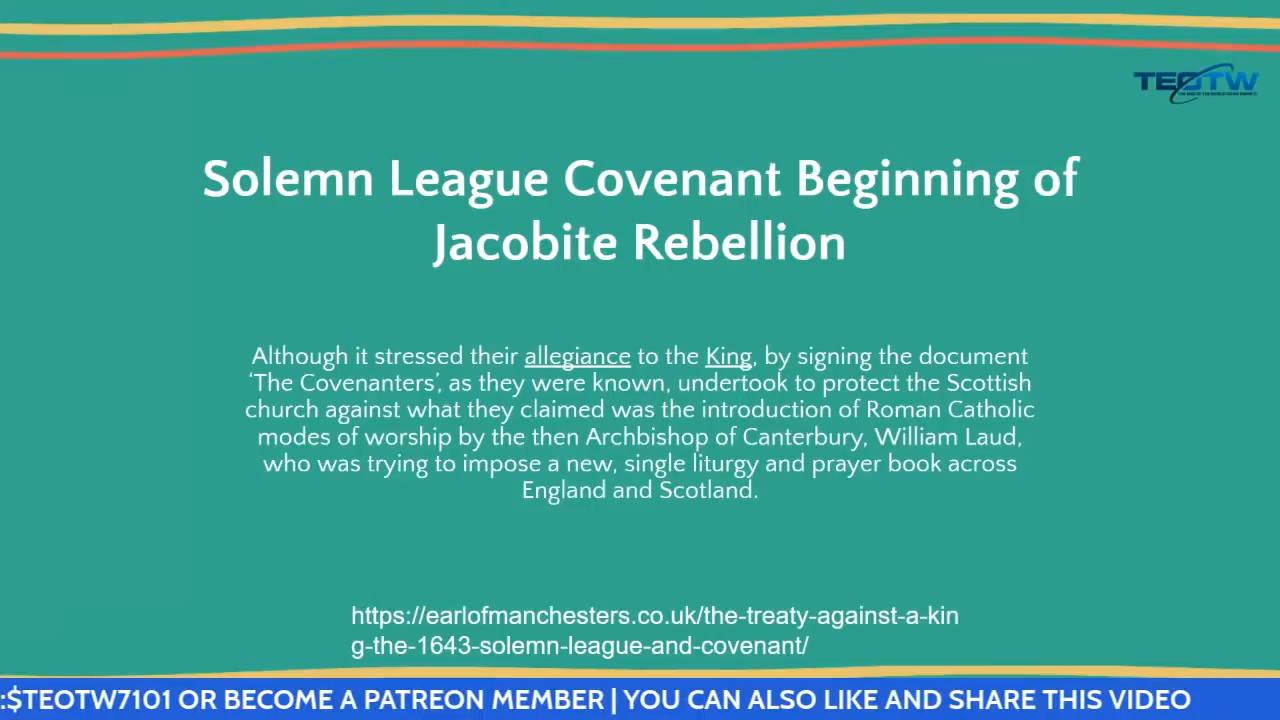 TEOTW
Solemn League Covenant Beginning of
Jacobite Rebellion
Although it stressed their allegiance to the King, by signing the document
‘The Covenanters’, as they were known, undertook to protect the Scottish
church against what they claimed was the introduction of Roman Catholic
modes of worship by the then Archbishop of Canterbury, William Laud,
who was trying to impose a new, single liturgy and prayer book across
England and Scotland.
https://earlofmanchesters.co.uk/the-treaty-against-a-kin
g-the-1643-solemn-league-and-covenant/
:$TEOTW7101 OR BECOME A PATREON MEMBER | YOU CAN ALSO LIKE AND SHARE THIS VIDEO